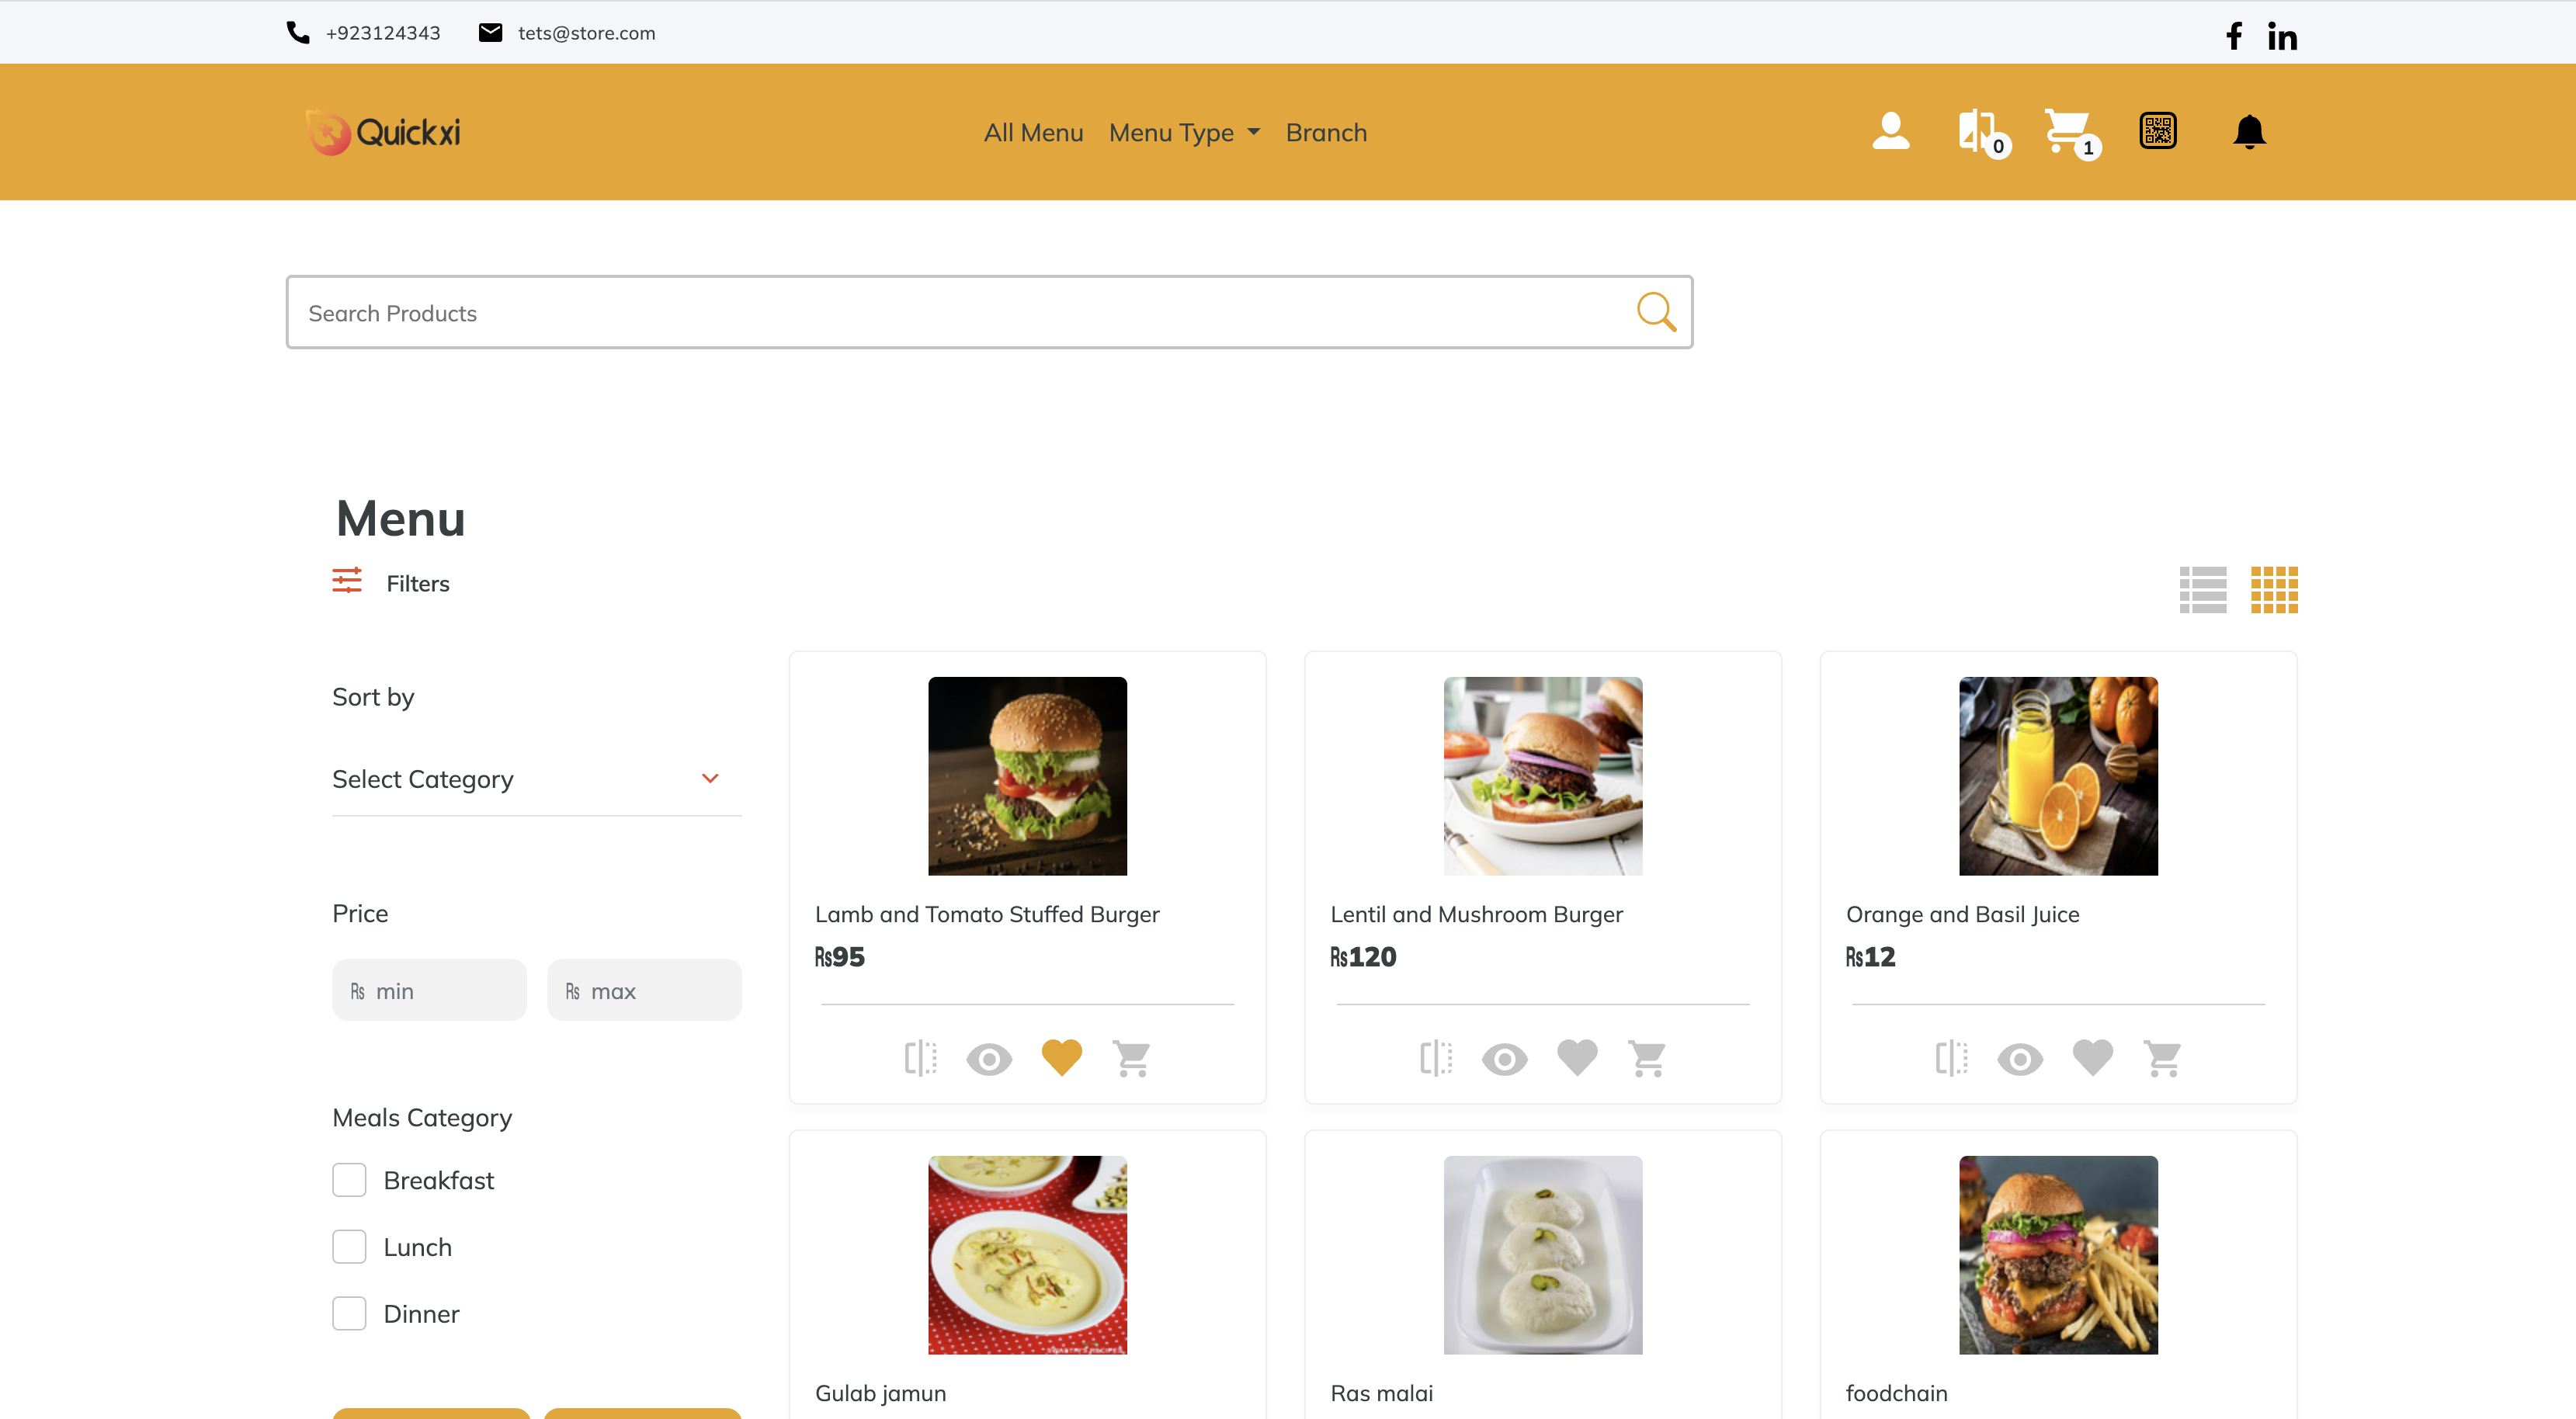 +923124343
tets@store.com
Quickxi
All Menu
Menu Type
Branch
0
1
Search Products
Menu
Filters
Sort by
Select Category
Price
₨ min
₨ max
Meals Category
Breakfast
Lunch
Dinner
Lamb and Tomato Stuffed Burger
₨95
Lentil and Mushroom Burger
₨120
Orange and Basil Juice
₨12
Gulab jamun
Ras malai
foodchain